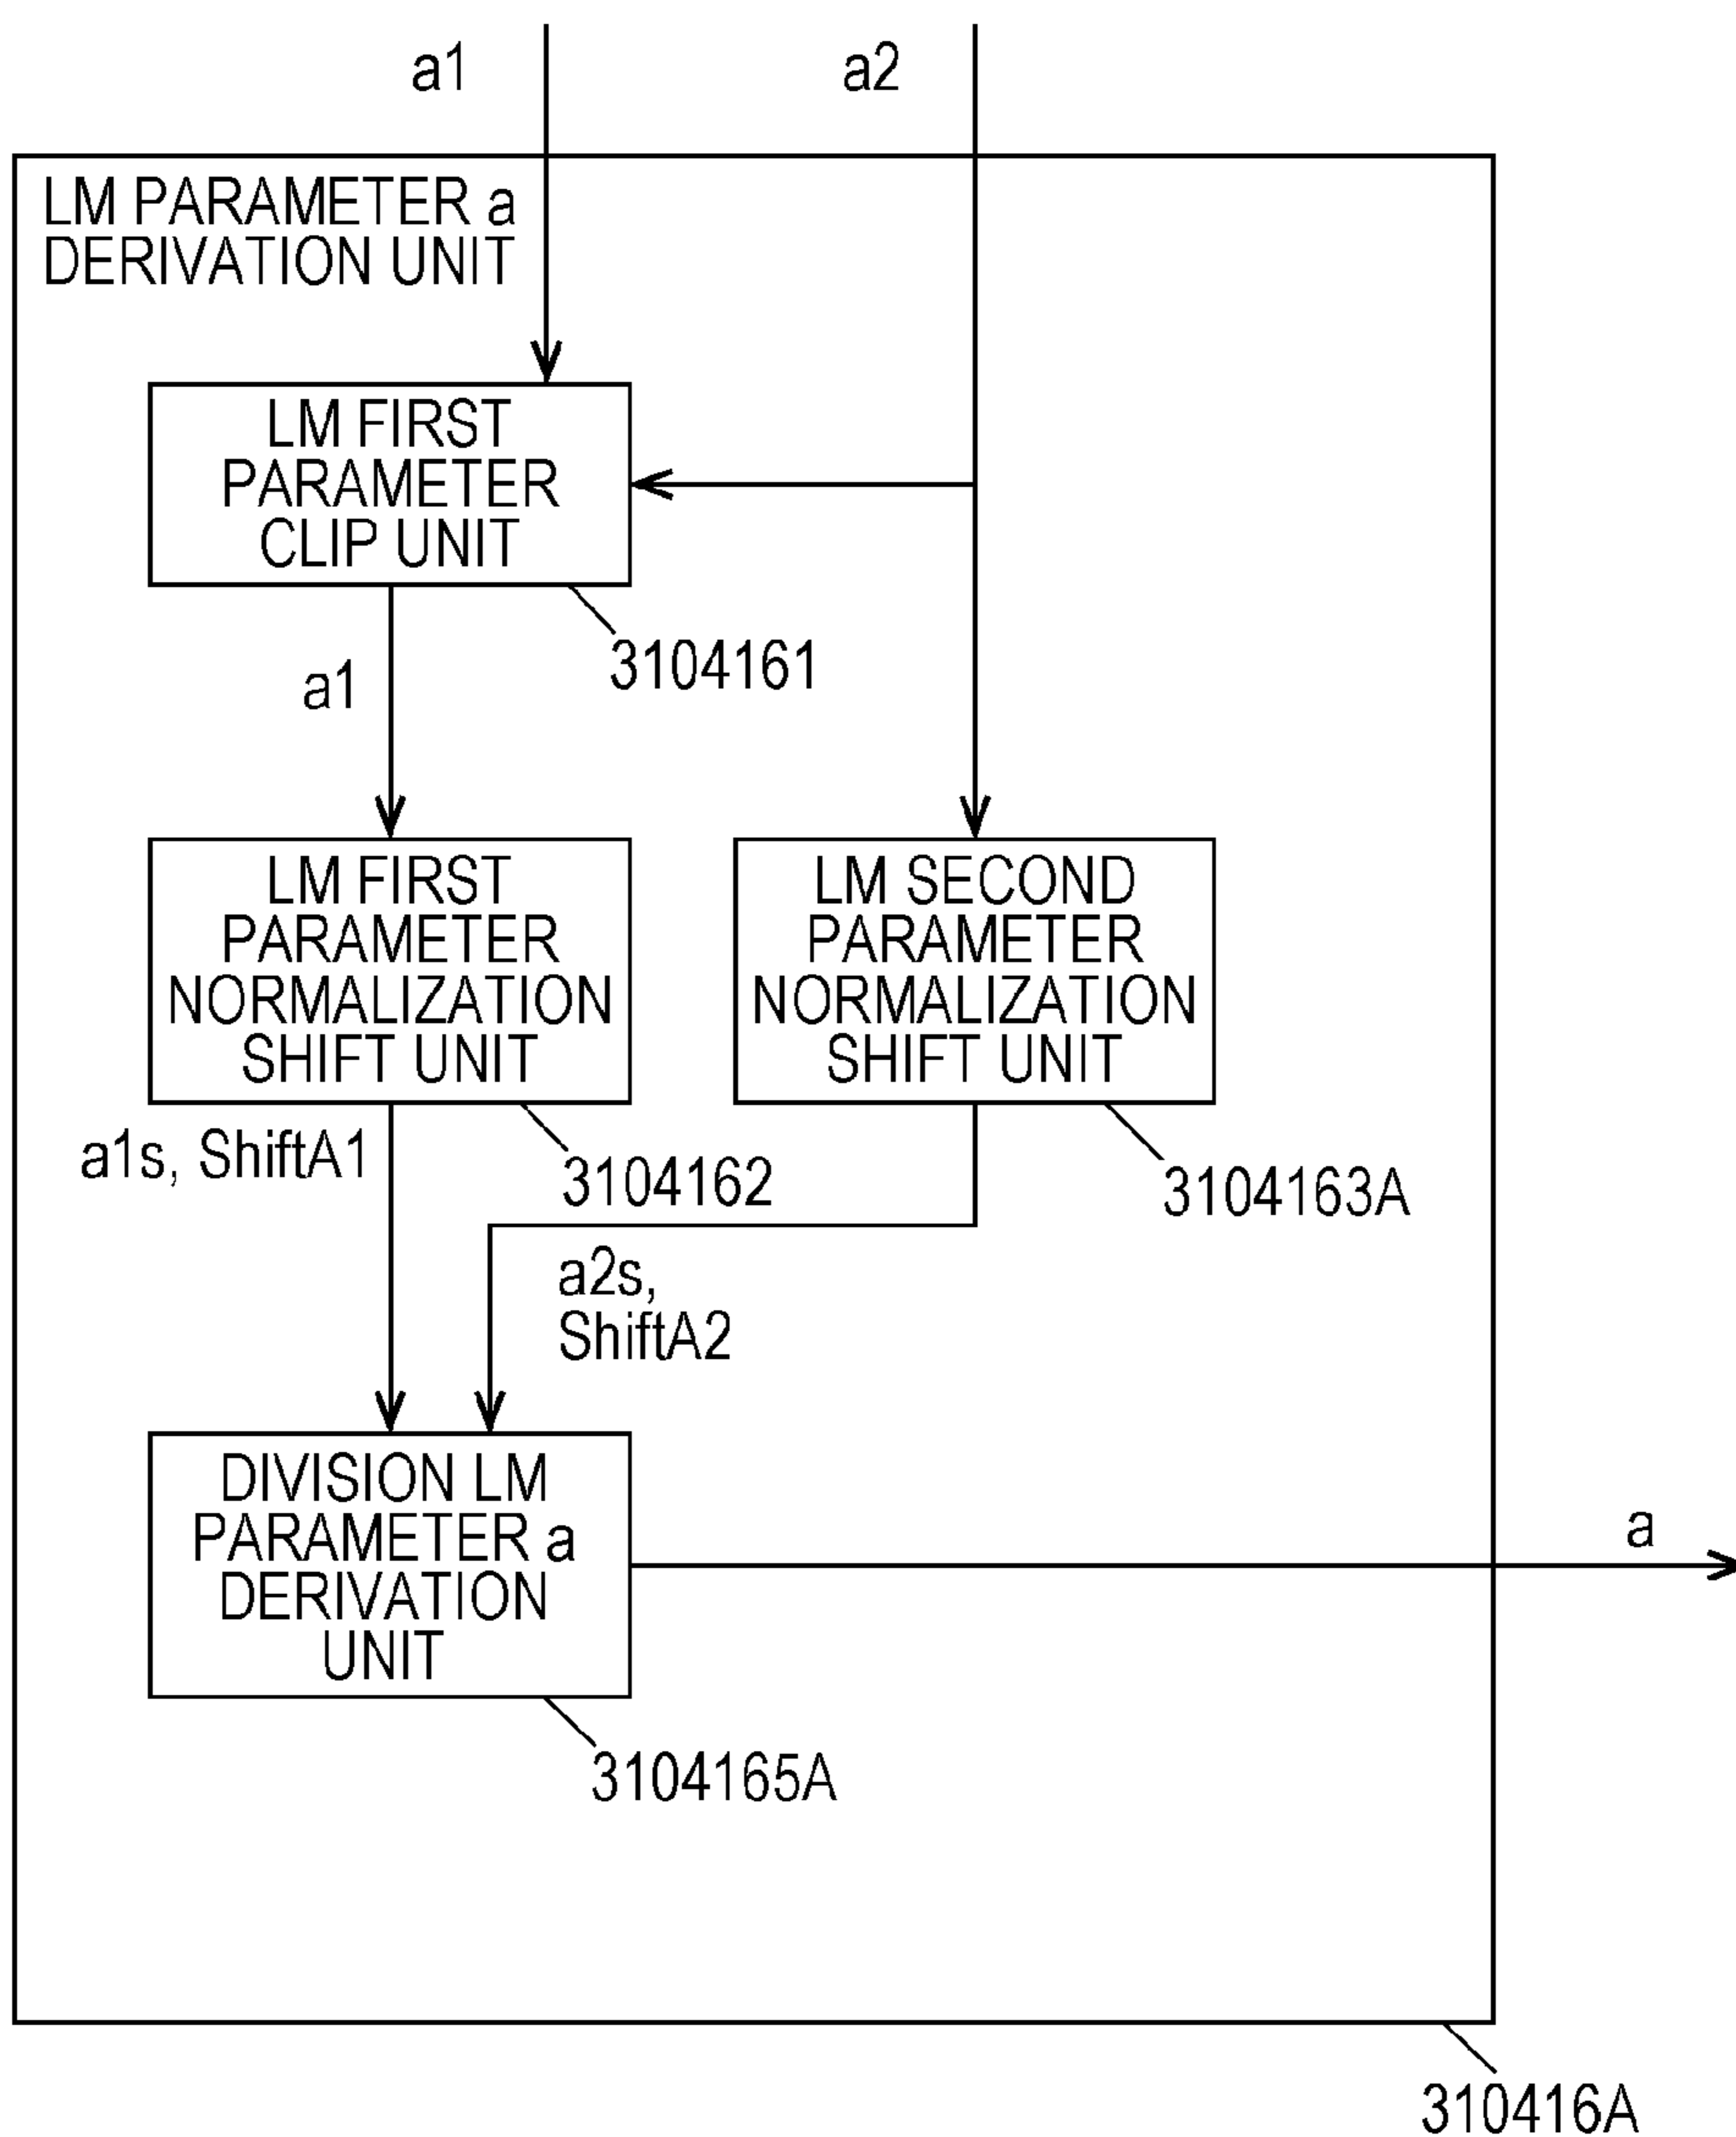 a1
a2
LM PARAMETER a
DERIVATION UNIT
LM FIRST
PARAMETER
CLIP UNIT
3104161
a1
LM FIRST
PARAMETER
NORMALIZATION
SHIFT UNIT
LM SECOND
PARAMETER
NORMALIZATION
SHIFT UNIT
a1s, ShiftA1
3104162
3104163A
a2s,
ShiftA2
DIVISION LM
PARAMETER a
DERIVATION
UNIT
a
3104165A
310416A